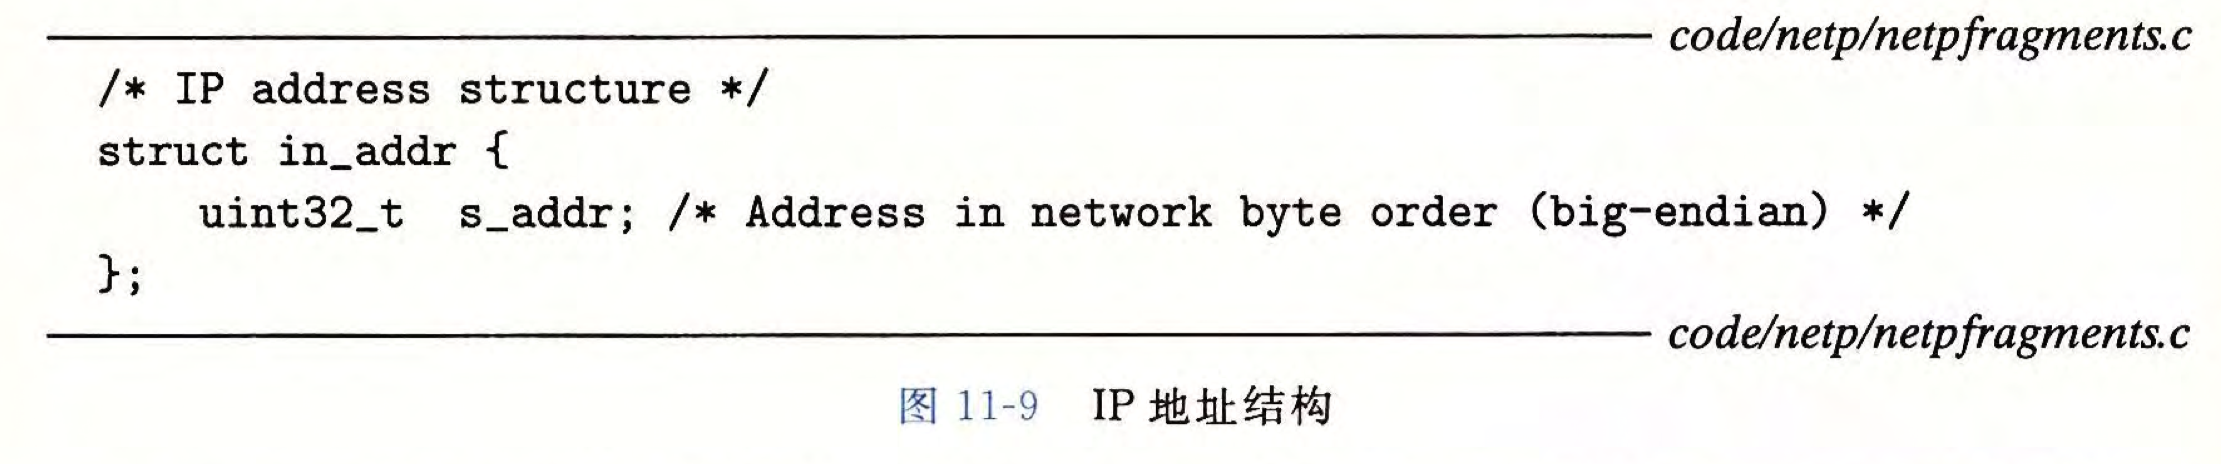 code/netp/netpfragments.c
/* IP address structure */
struct in_addr {
    uint32_t  s_addr; /* Address in network byte order (big-endian) */
};
code/netp/netpfragments.c
图 11-9 IP 地址结构